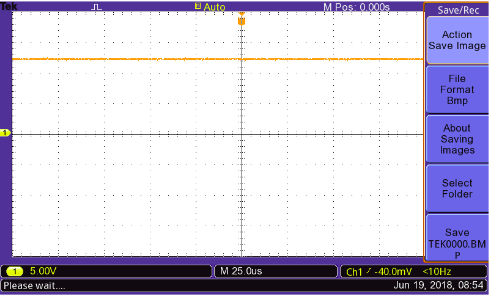 Tek Auto M Pos: 0.000s Save/Rec
Action
Save Image
File
Format
Bmp
About
Saving
Images
Select
Folder
Save
TEK0000.BM
P
1
1 5.00V M 25.0us Ch1 -40.0mV <10Hz
Please wait.... Jun 19, 2018, 08:54